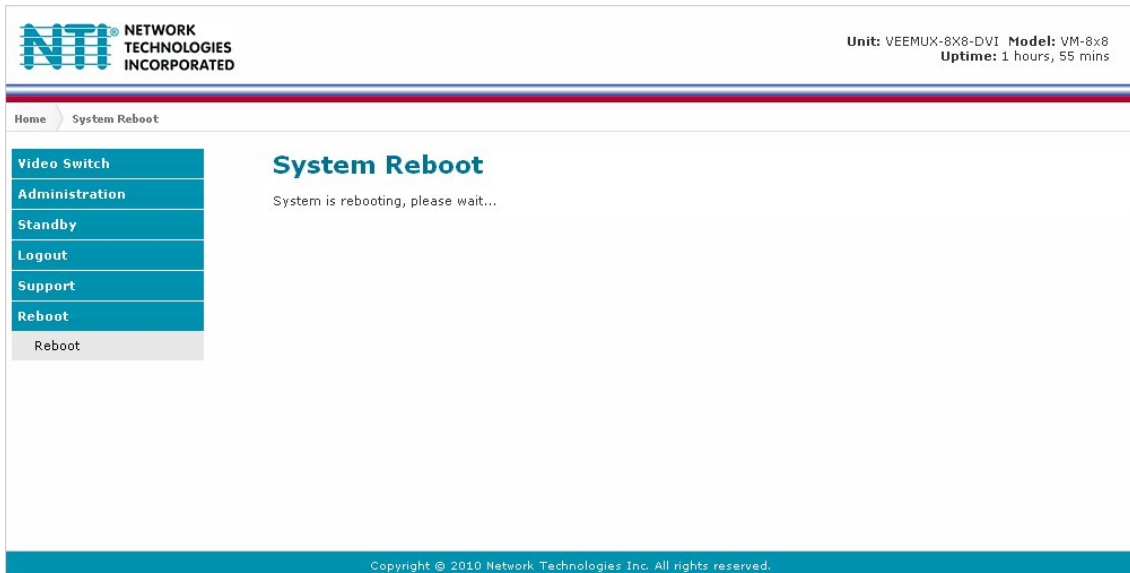 NTI® NETWORK
TECHNOLOGIES
INCORPORATED
Unit: VEEMUX-8X8-DVI Model: VM-8x8
Uptime: 1 hours, 55 mins
Home System Reboot
Video Switch
Administration
Standby
Logout
Support
Reboot
Reboot
System Reboot
System is rebooting, please wait...
Copyright © 2010 Network Technologies Inc. All rights reserved.